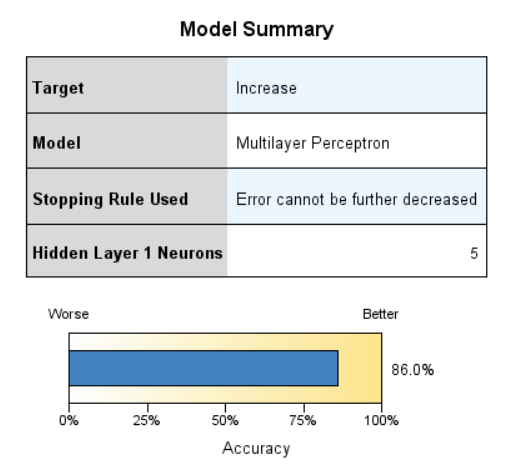 Model Summary
Target Increase
Model Multilayer Perceptron
Stopping Rule Used Error cannot be further decreased
Hidden Layer 1 Neurons 5
Worse Better
86.0%
0% 25% 50% 75% 100%
Accuracy